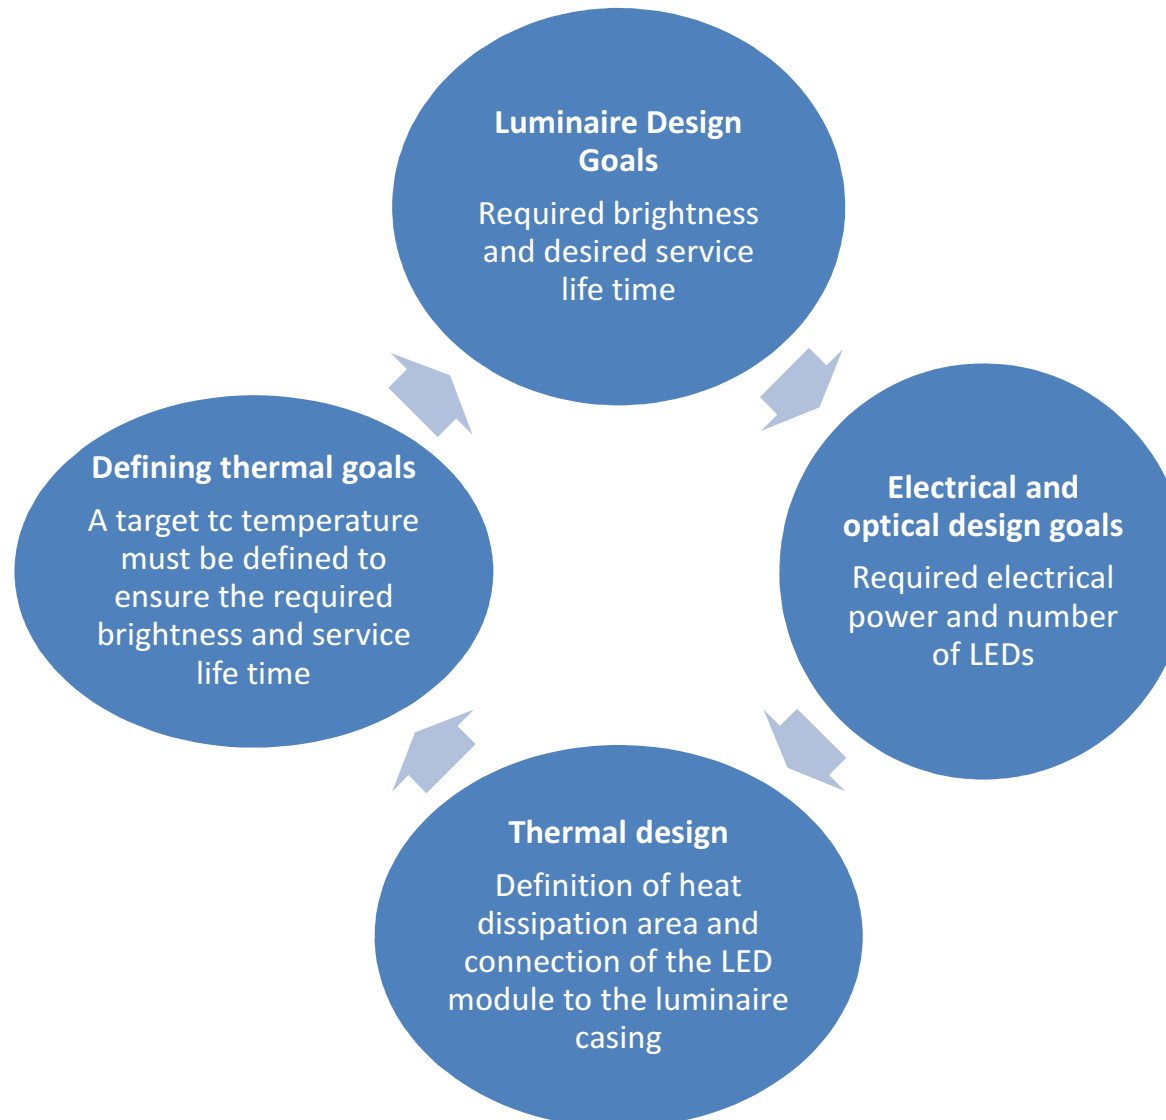 Luminaire Design
Goals
Required brightness
and desired service
life time
Electrical and
optical design goals
Required electrical
power and number
of LEDs
Thermal design
Definition of heat
dissipation area and
connection of the LED
module to the luminaire
casing
Defining thermal goals
A target tc temperature
must be defined to
ensure the required
brightness and service
life time